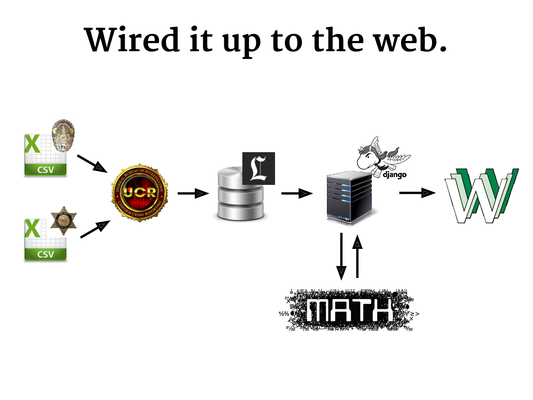 Wired it up to the web.
X
CSV
UCR
L
django
X
CSV
W
MATH